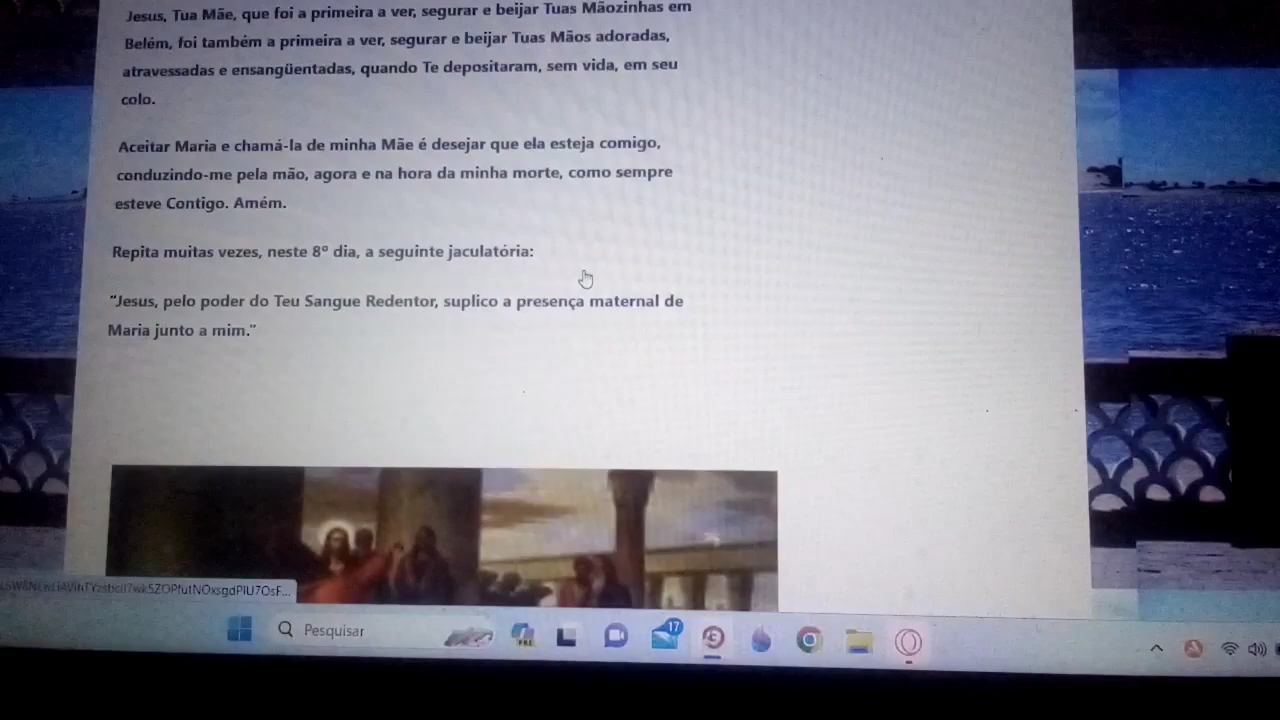 Jesus, Tua Mãe, que foi a primeira a ver, segurar e beijar Tuas Mãozinhas em
Belém, foi também a primeira a ver, segurar e beijar Tuas Mãos adoradas,
atravessadas e ensangüentadas, quando Te depositaram, sem vida, em seu
colo.
Aceitar Maria e chamá-la de minha Mãe é desejar que ela esteja comigo,
conduzindo-me pela mão, agora e na hora da minha morte, como sempre
esteve Contigo. Amém.
Repita muitas vezes, neste 8º dia, a seguinte jaculatória:
"Jesus, pelo poder do Teu Sangue Redentor, suplico a presença maternal de
Maria junto a mim."
Pesquisar
17